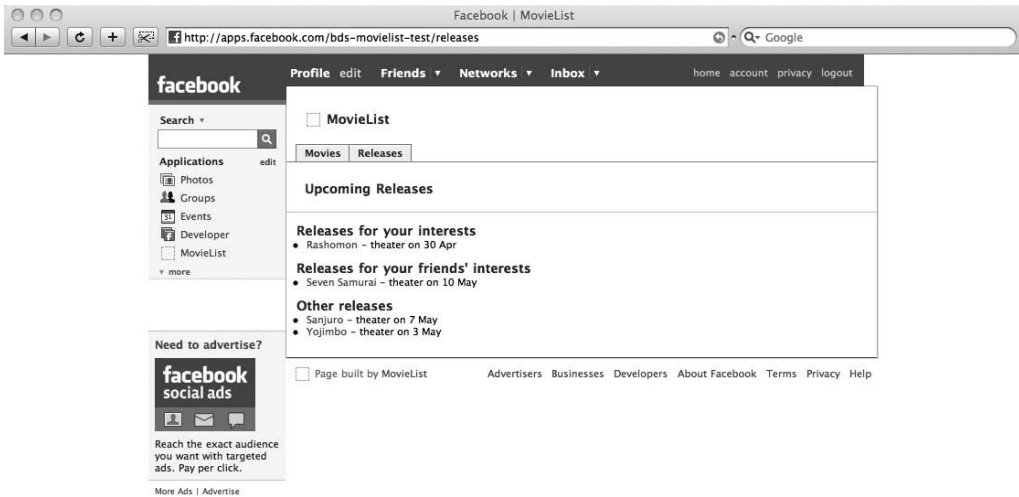 Facebook | MovieList
http://apps.facebook.com/bds-movielist-test/releases
Google
facebook
Profile edit Friends Networks Inbox home account privacy logout
Search
Applications edit
Photos
Groups
31 Events
Developer
MovieList
more
MovieList
Movies Releases
Upcoming Releases
Releases for your interests
• Rashomon – theater on 30 Apr
Releases for your friends' interests
• Seven Samurai – theater on 10 May
Other releases
• Sanjuro – theater on 7 May
• Yojimbo – theater on 3 May
Need to advertise?
facebook
social ads
Reach the exact audience
you want with targeted
ads. Pay per click.
More Ads | Advertise
Page built by MovieList Advertisers Businesses Developers About Facebook Terms Privacy Help